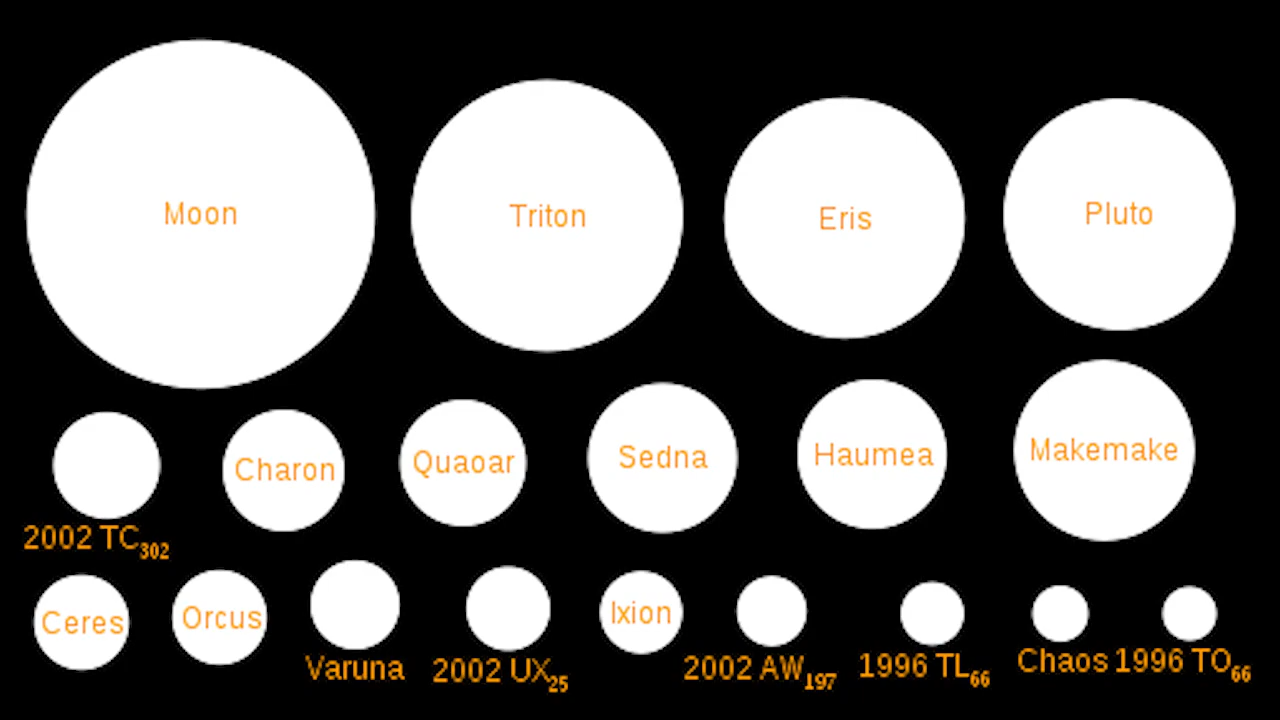 Moon
Triton
Eris
Pluto
Charon
Quaoar
Sedna
Haumea
Makemake
2002 TC302
Ceres
Orcus
Ixion
Varuna
2002 UX25
2002 AW197
1996 TL66
Chaos
1996 TO66